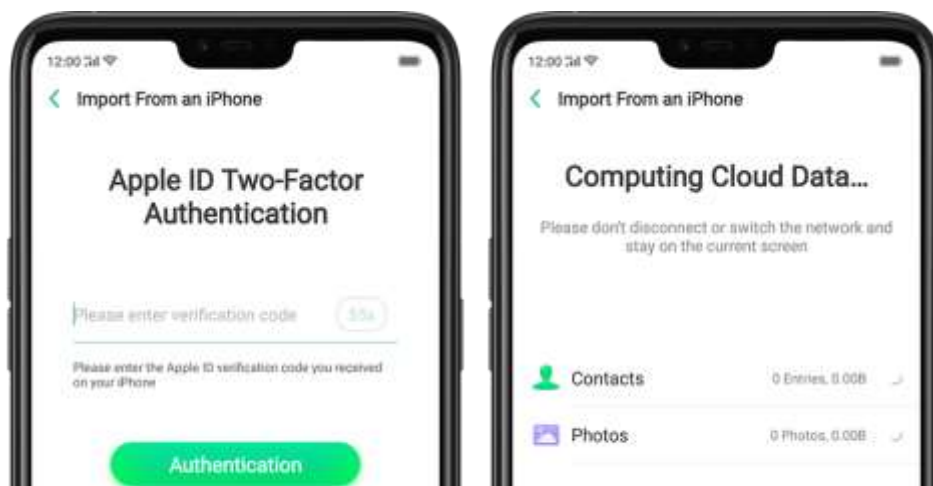 12:00
Import From an iPhone
Apple ID Two-Factor
Authentication
Please enter verification code
Please enter the Apple ID verification code you received
on your iPhone
Authentication
12:00
Import From an iPhone
Computing Cloud Data...
Please don't disconnect or switch the network and
stay on the current screen
Contacts 0 Entries, 0.00B
Photos 0 Photos, 0.00B